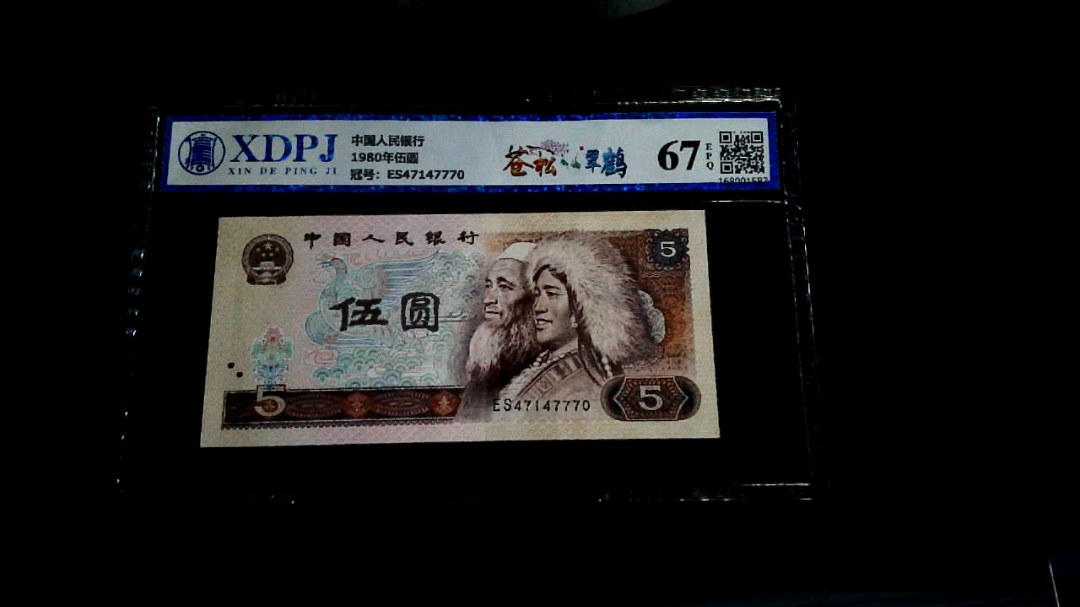 XDPJ
XIN DE PING JI
中国人民银行
1980年伍圆
冠号：ES47147770
苍松翠鹤
67
EPQ
中国人民银行
5
伍圆
5
ES47147770
5